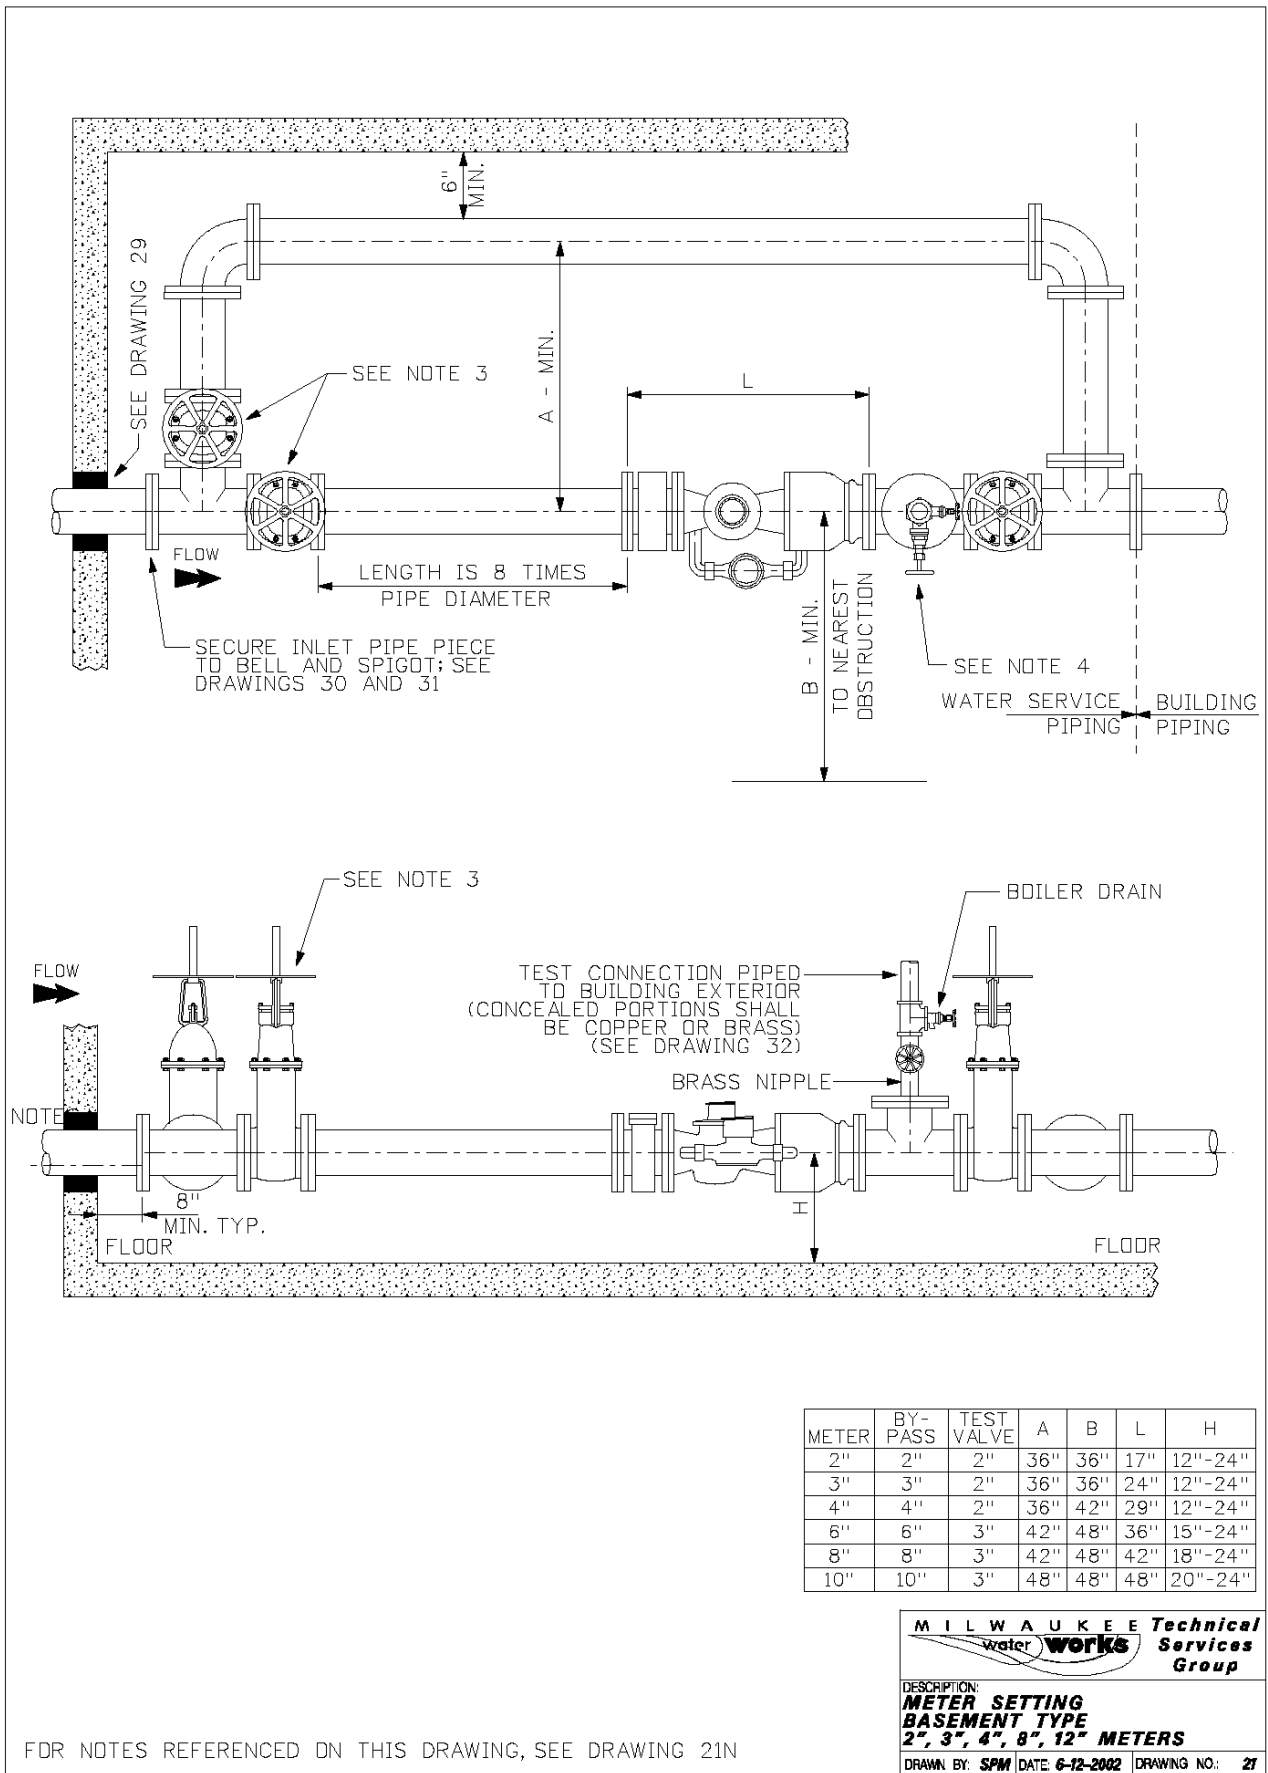 6" MIN.
SEE DRAWING 29
SEE NOTE 3
A - MIN.
L
FLOW
LENGTH IS 8 TIMES
PIPE DIAMETER
SECURE INLET PIPE PIECE
TO BELL AND SPIGOT; SEE
DRAWINGS 30 AND 31
B - MIN.
TO NEAREST
OBSTRUCTION
SEE NOTE 4
WATER SERVICE
PIPING
BUILDING
PIPING
SEE NOTE 3
BOILER DRAIN
FLOW
TEST CONNECTION PIPED
TO BUILDING EXTERIOR
(CONCEALED PORTIONS SHALL
BE COPPER OR BRASS)
(SEE DRAWING 32)
BRASS NIPPLE
NOTE
8"
MIN. TYP.
H
FLOOR
FLOOR
METER BY-PASS TEST VALVE A B L H
2" 2" 2" 36" 36" 17" 12"-24"
3" 3" 2" 36" 36" 24" 12"-24"
4" 4" 2" 36" 42" 29" 12"-24"
6" 6" 3" 42" 48" 36" 15"-24"
8" 8" 3" 42" 48" 42" 18"-24"
10" 10" 3" 48" 48" 48" 20"-24"
MILWAUKEE
water works
Technical
Services
Group
DESCRIPTION:
METER SETTING
BASEMENT TYPE
2", 3", 4", 8", 12" METERS
DRAWN BY: SPM DATE: 6-12-2002 DRAWING NO.: 21
FOR NOTES REFERENCED ON THIS DRAWING, SEE DRAWING 21N